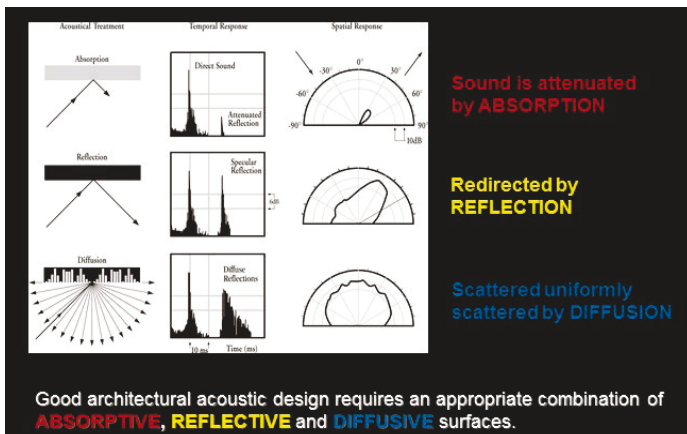 Acoustical Treatment
Temporal Response
Spatial Response
Absorption
Direct Sound
Attenuated
Reflection
-30°
0°
30°
-60°
60°
-90°
90°
10dB
Sound is attenuated
by ABSORPTION
Reflection
Specular
Reflection
6dB
Redirected by
REFLECTION
Diffusion
Diffuse
Reflections
10 ms
Time (ms)
Scattered uniformly
scattered by DIFFUSION
Good architectural acoustic design requires an appropriate combination of
ABSORPTIVE, REFLECTIVE and DIFFUSIVE surfaces.